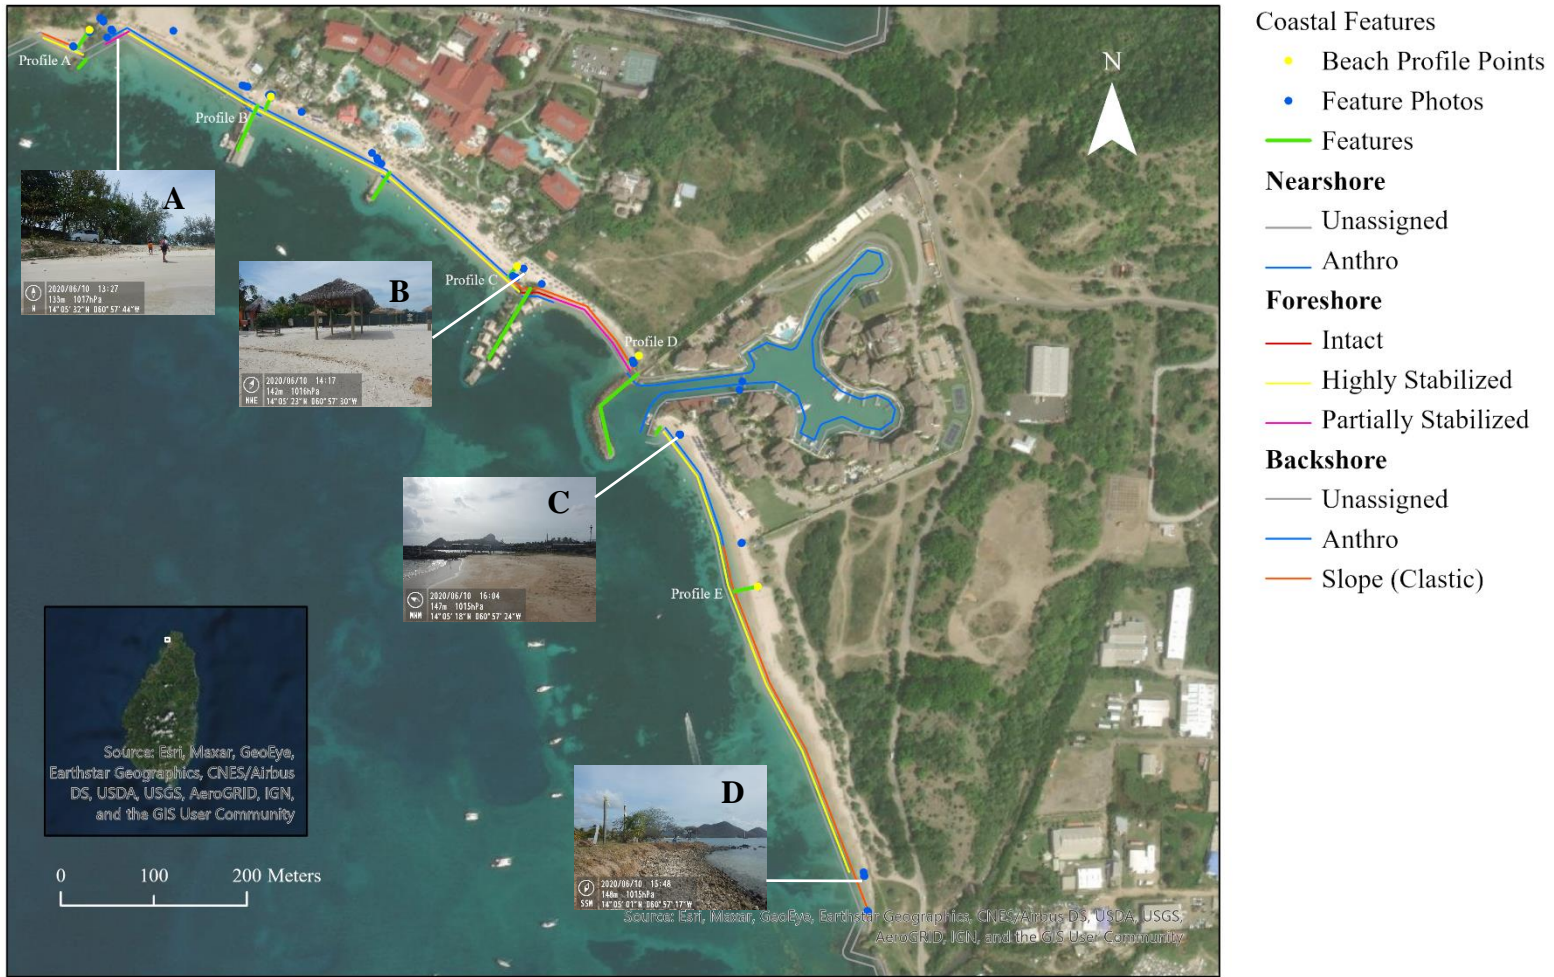 Coastal Features
Beach Profile Points
Feature Photos
Features
Nearshore
Unassigned
Anthro
Foreshore
Intact
Highly Stabilized
Partially Stabilized
Backshore
Unassigned
Anthro
Slope (Clastic)
N
Profile A
Profile B
Profile C
Profile D
Profile E
A
2020/06/10 13:27
133m 1017hPa
N 14°05'32"N 060°57'44"W
B
2020/06/10 14:17
142m 1016hPa
NNE 14°05'23"N 060°57'30"W
C
2020/06/10 16:04
147m 1015hPa
14°05'18"N 060°57'24"W
D
2020/06/10 15:48
148m 1015hPa
SSW 14°05'01"N 060°57'17"W
Source: Esri, Maxar, GeoEye,
Earthstar Geographics, CNES/Airbus
DS, USDA, USGS, AeroGRID, IGN,
and the GIS User Community
0 100 200 Meters
Source: Esri, Maxar, GeoEye, Earthstar Geographics, CNES/Airbus DS, USDA, USGS,
AeroGRID, IGN, and the GIS User Community